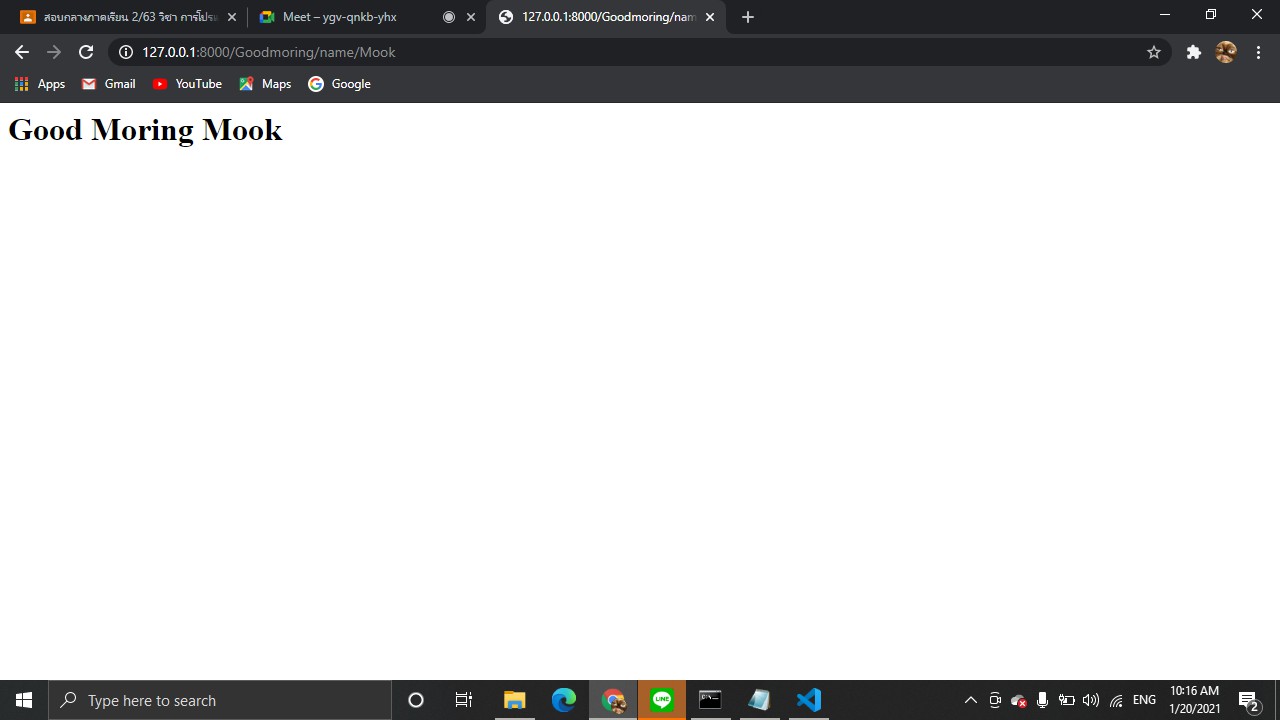 สอบกลางภาคเรียน 2/63 วิชา การโปรแ
Meet – ygv-qnkb-yhx
127.0.0.1:8000/Goodmoring/nam
127.0.0.1:8000/Goodmoring/name/Mook
Apps Gmail YouTube Maps Google
Good Moring Mook
Type here to search
LINE
ENG
10:16 AM
1/20/2021
2